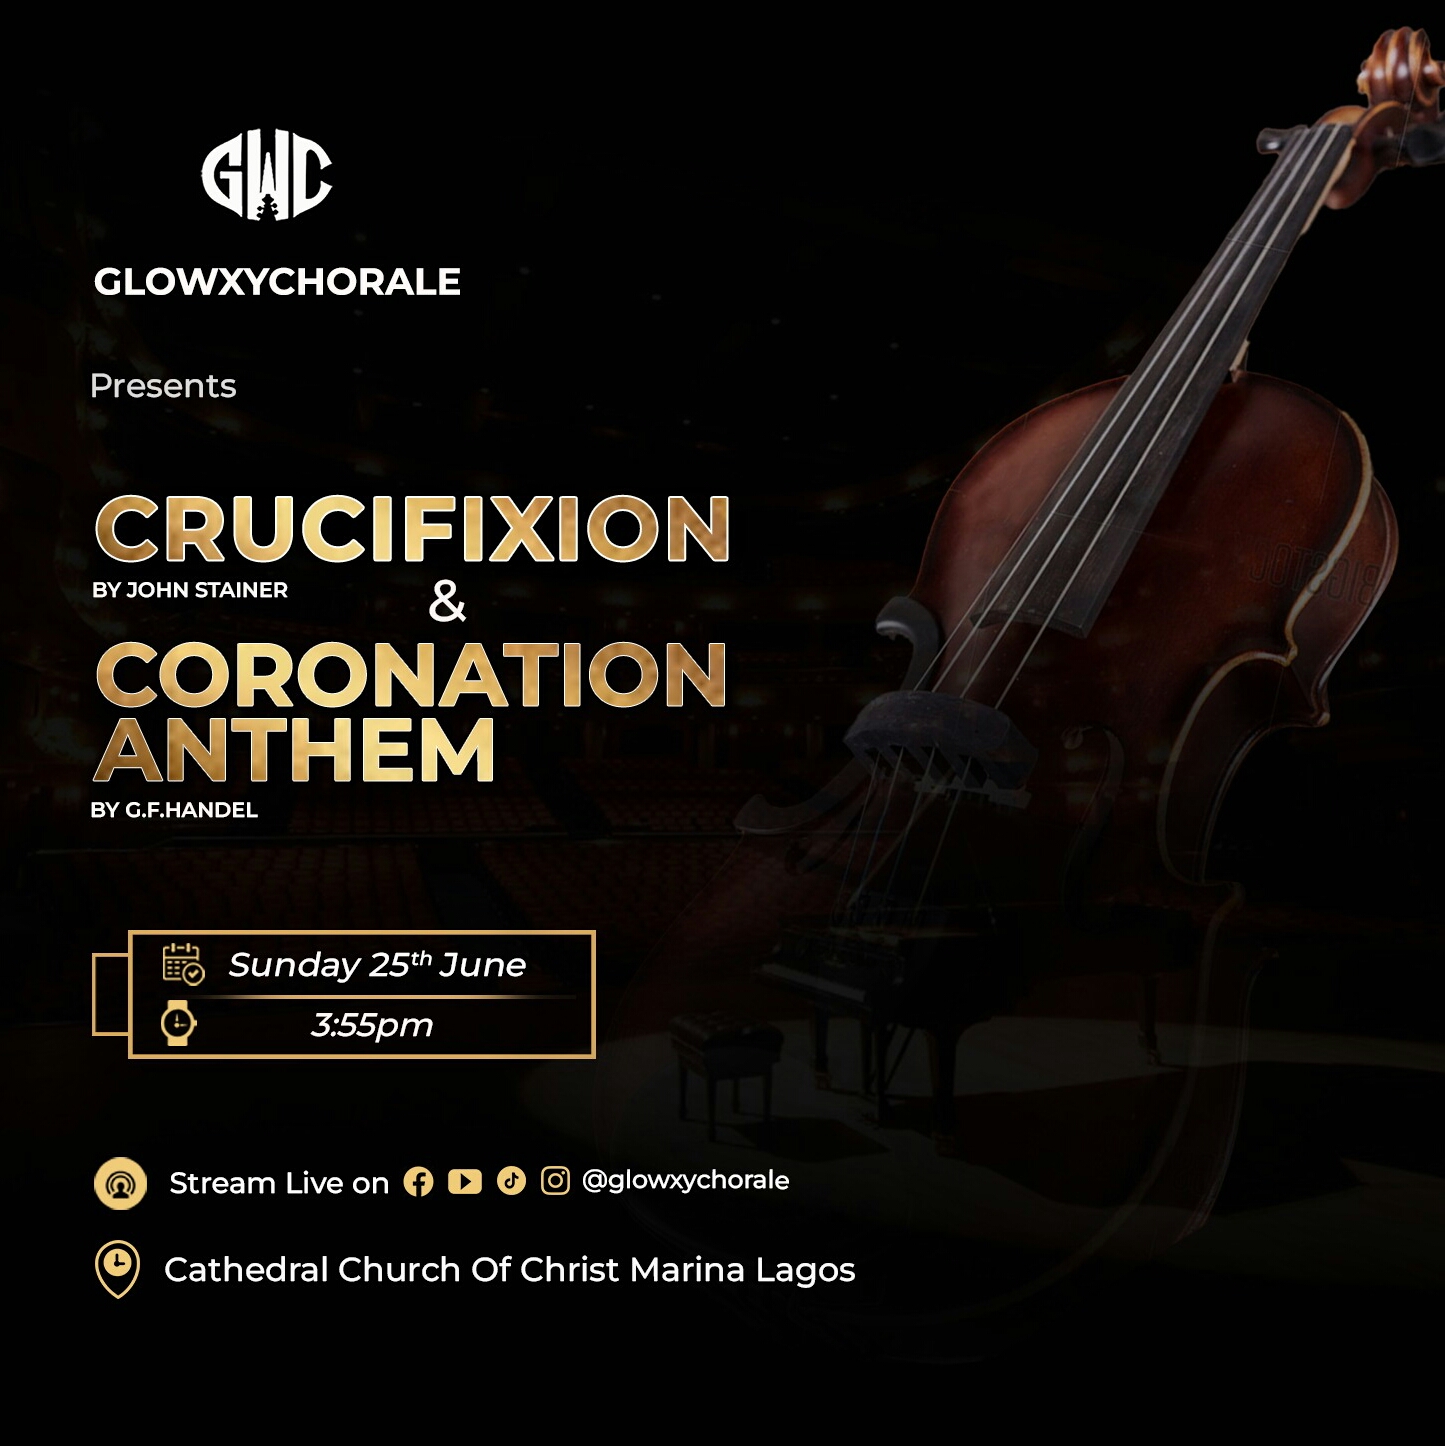 GWC
GLOWXYCHORALE
Presents
CRUCIFIXION
BY JOHN STAINER
&
CORONATION
ANTHEM
BY G.F.HANDEL
Sunday 25th June
3:55pm
Stream Live on @glowxychorale
Cathedral Church Of Christ Marina Lagos